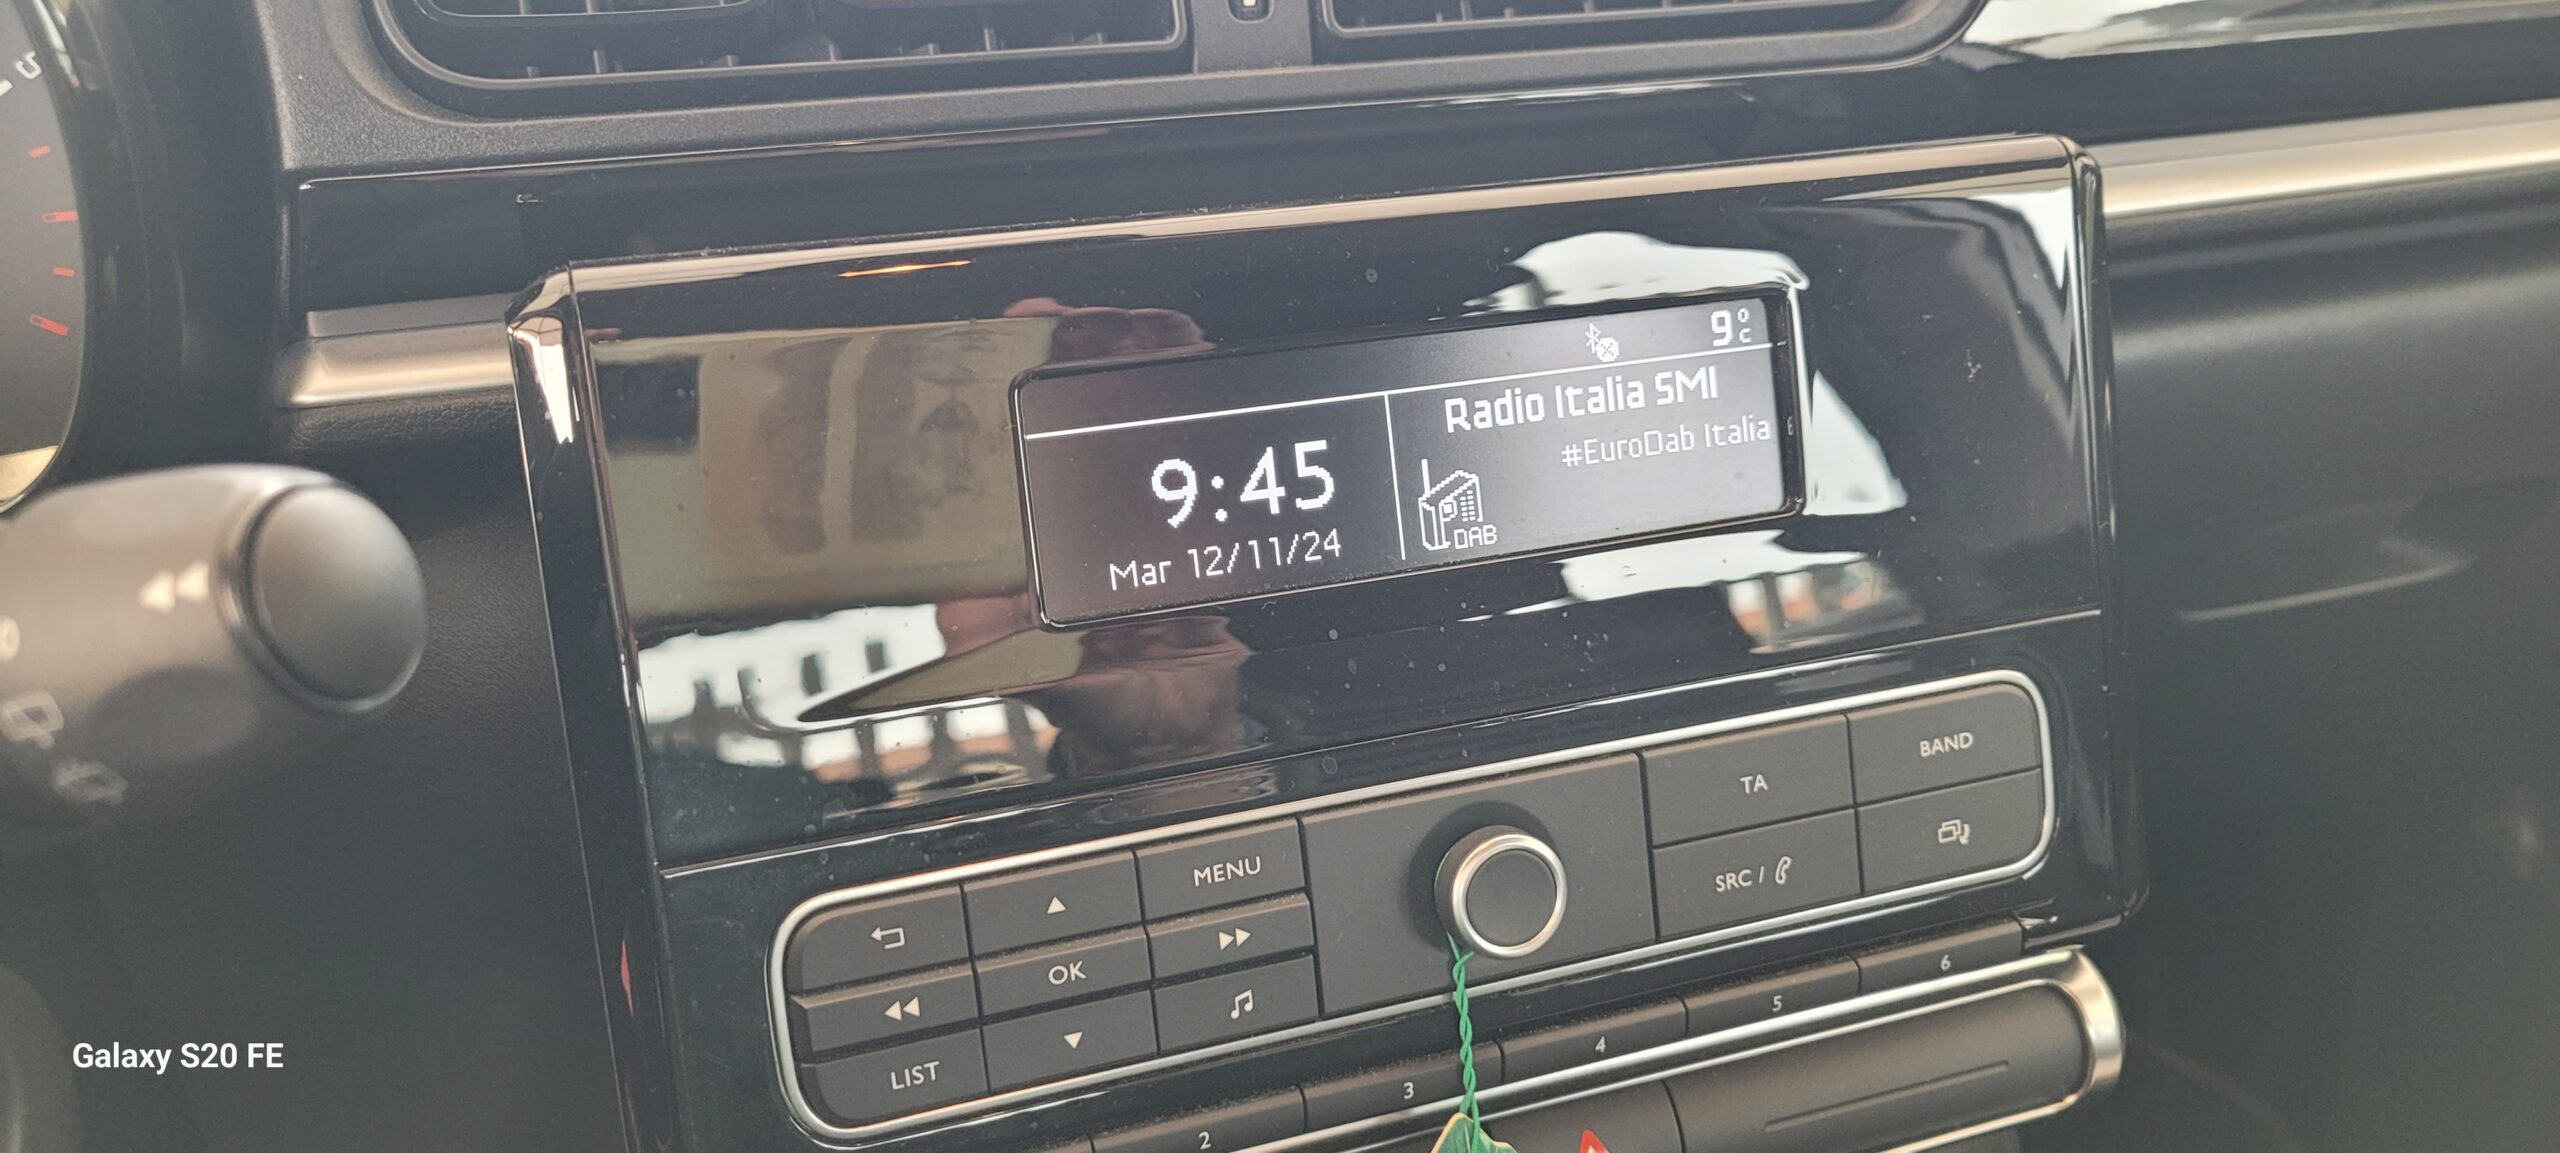 9°C
Radio Italia SMI
#EuroDab Italia
9:45
Mar 12/11/24
DAB
BAND
TA
MENU
SRC /
OK
LIST
6
5
4
3
2
Galaxy S20 FE